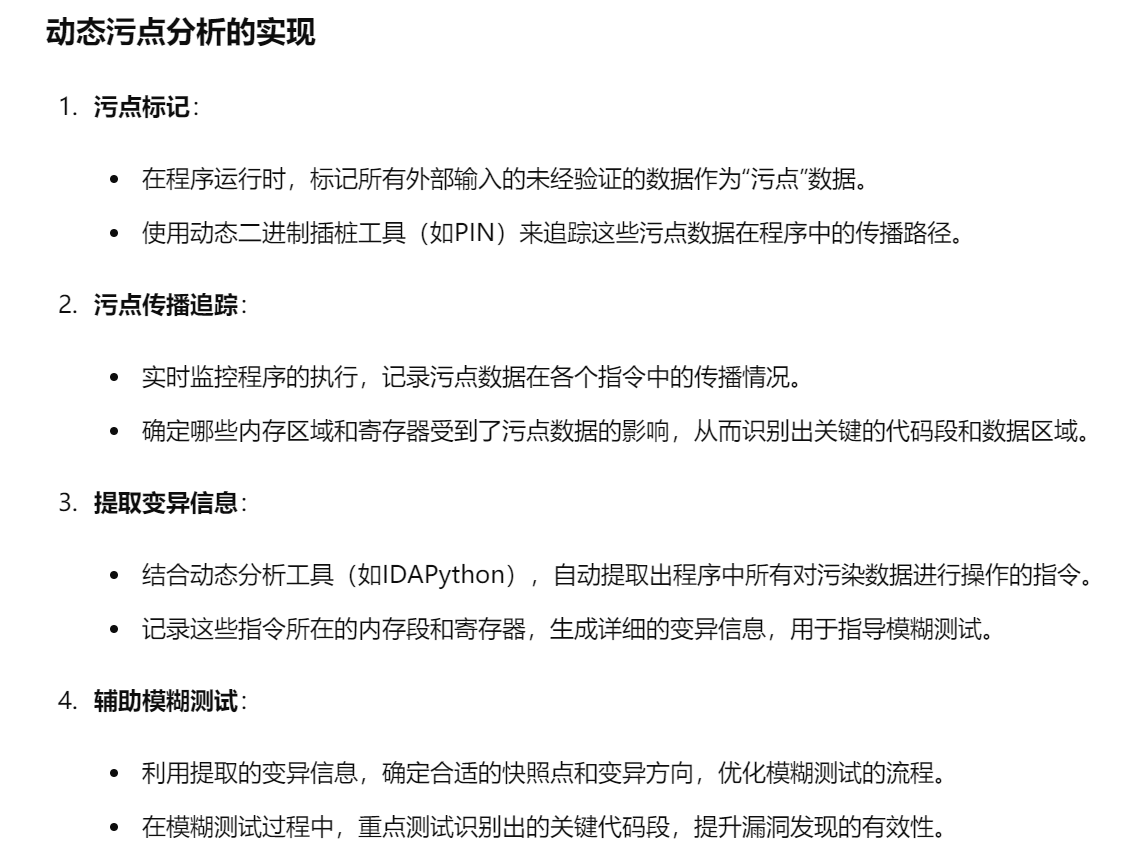 动态污点分析的实现
1. 污点标记：
• 在程序运行时，标记所有外部输入的未经验证的数据作为“污点”数据。
• 使用动态二进制插桩工具（如PIN）来追踪这些污点数据在程序中的传播路径。
2. 污点传播追踪：
• 实时监控程序的执行，记录污点数据在各个指令中的传播情况。
• 确定哪些内存区域和寄存器受到了污点数据的影响，从而识别出关键的代码段和数据区域。
3. 提取变异信息：
• 结合动态分析工具（如IDAPython），自动提取出程序中所有对污染数据进行操作的指令。
• 记录这些指令所在的内存段和寄存器，生成详细的变异信息，用于指导模糊测试。
4. 辅助模糊测试：
• 利用提取的变异信息，确定合适的快照点和变异方向，优化模糊测试的流程。
• 在模糊测试过程中，重点测试识别出的关键代码段，提升漏洞发现的有效性。